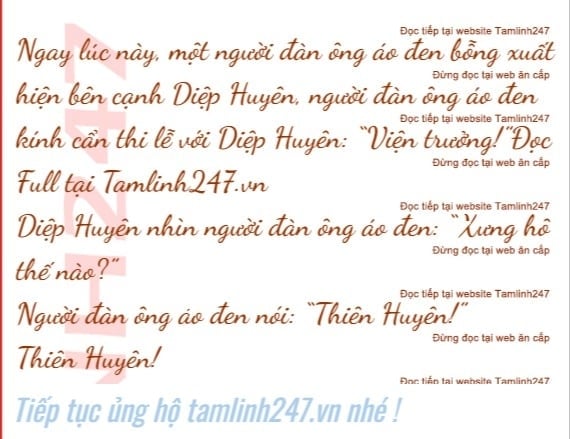 Đọc tiếp tại website Tamlinh247
Ngay lúc này, một người đàn ông áo đen bỗng xuất
Đừng đọc tại web ăn cắp
hiện bên cạnh Diệp Huyên, người đàn ông áo đen
Đọc tiếp tại website Tamlinh247
kính cẩn thi lễ với Diệp Huyên: “Viện trưởng!”Đọc
Đừng đọc tại web ăn cắp
Full tại Tamlinh247.vn
Đọc tiếp tại website Tamlinh247
Diệp Huyên nhìn người đàn ông áo đen: “Xưng hô
Đừng đọc tại web ăn cắp
thế nào?”
Đọc tiếp tại website Tamlinh247
Người đàn ông áo đen nói: “Thiên Huyên!”
Đừng đọc tại web ăn cắp
Thiên Huyên!
Đọc tiếp tại website Tamlinh247
Tiếp tục ủng hộ tamlinh247.vn nhé !
NH247